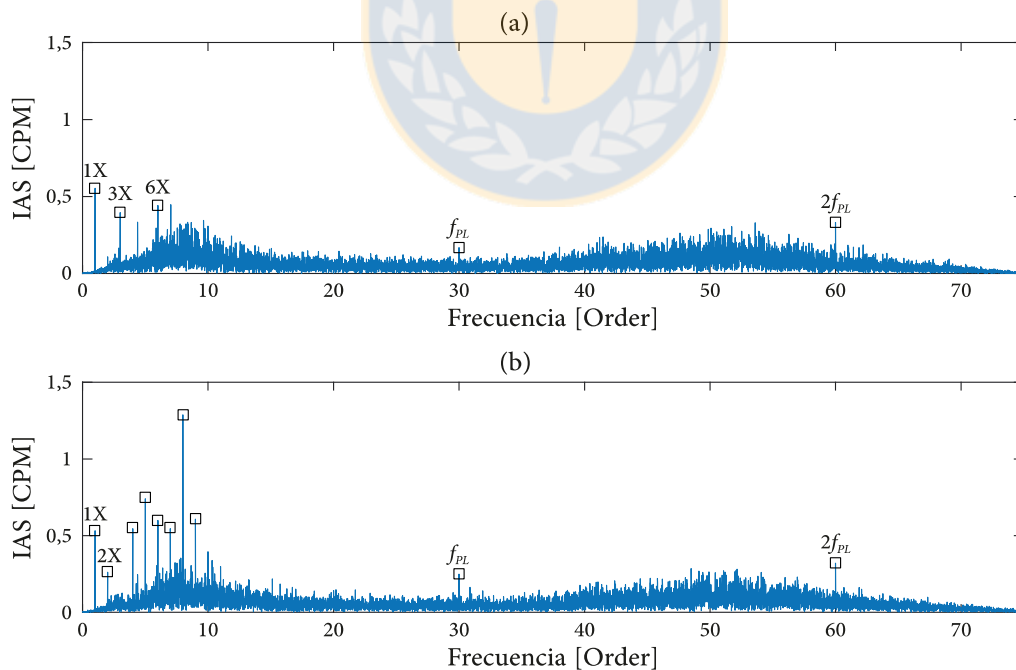 (a)
1,5
1
0,5
0
IAS [CPM]
1X
3X
6X
f_PL
2f_PL
0 10 20 30 40 50 60 70
Frecuencia [Order]
(b)
1,5
1
0,5
0
IAS [CPM]
1X
2X
f_PL
2f_PL
0 10 20 30 40 50 60 70
Frecuencia [Order]